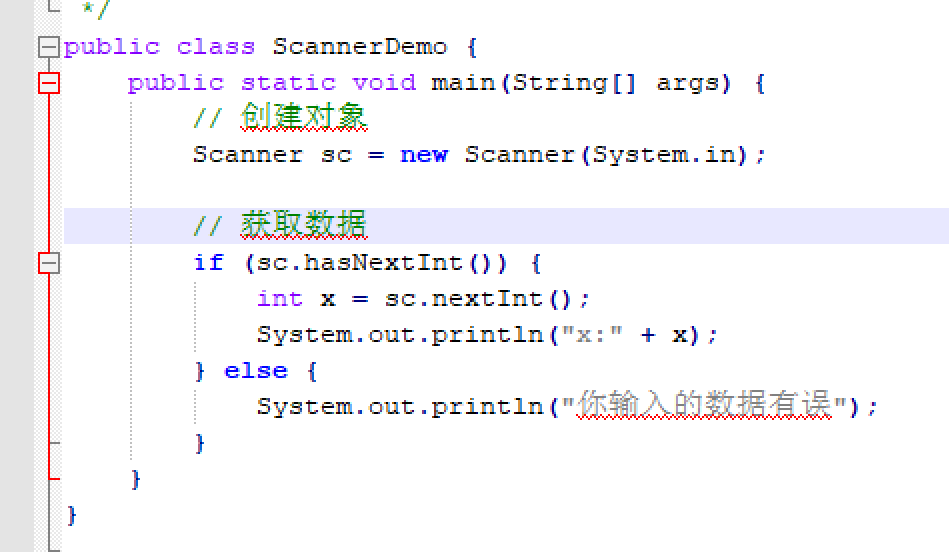 */
public class ScannerDemo {
    public static void main(String[] args) {
        // 创建对象
        Scanner sc = new Scanner(System.in);

        // 获取数据
        if (sc.hasNextInt()) {
            int x = sc.nextInt();
            System.out.println("x:" + x);
        } else {
            System.out.println("你输入的数据有误");
        }
    }
}